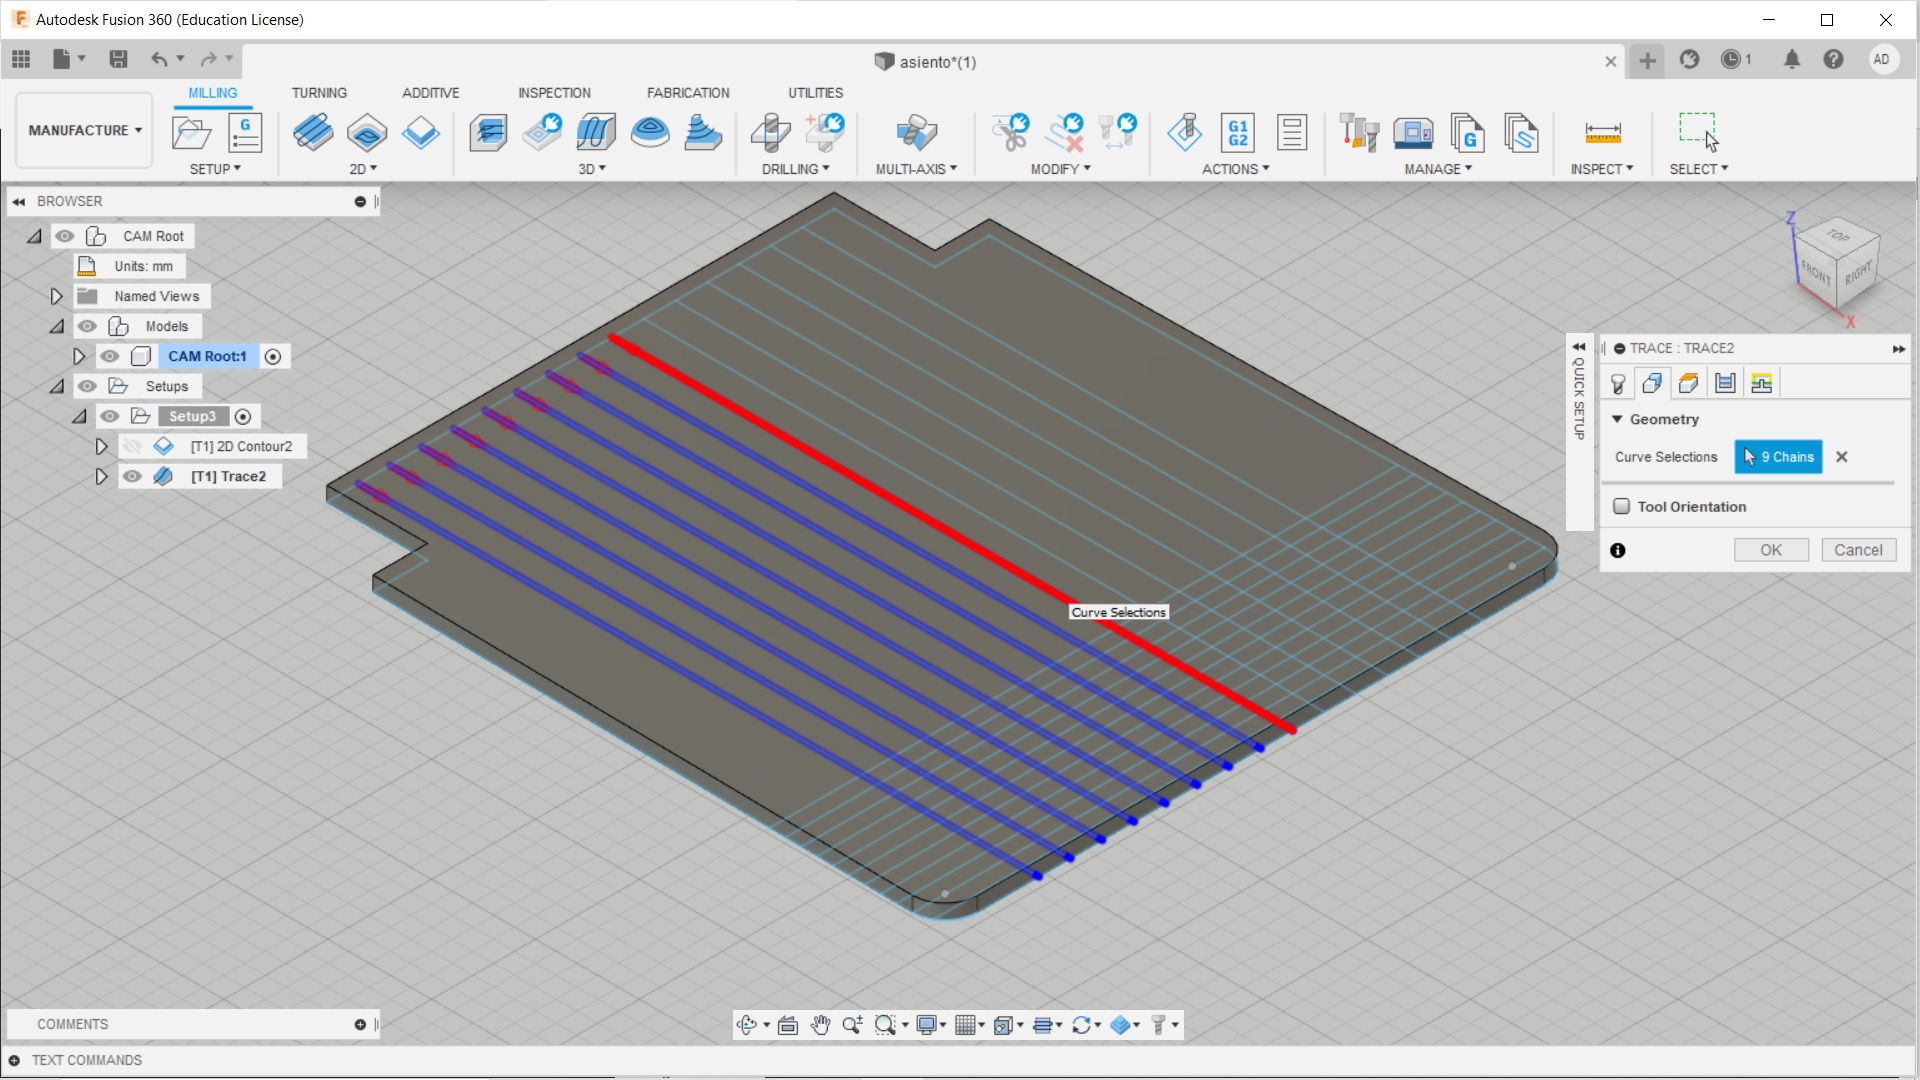 Autodesk Fusion 360 (Education License)
asiento*(1)
1
AD
MANUFACTURE
MILLING
TURNING
ADDITIVE
INSPECTION
FABRICATION
UTILITIES
G
G1
G2
G
SETUP
2D
3D
DRILLING
MULTI-AXIS
MODIFY
ACTIONS
MANAGE
INSPECT
SELECT
BROWSER
CAM Root
Units: mm
Named Views
Models
CAM Root:1
Setups
Setup3
[T1] 2D Contour2
[T1] Trace2
Z
TOP
FRONT
RIGHT
X
QUICK SETUP
TRACE : TRACE2
Geometry
Curve Selections
9 Chains
Tool Orientation
OK
Cancel
Curve Selections
COMMENTS
TEXT COMMANDS